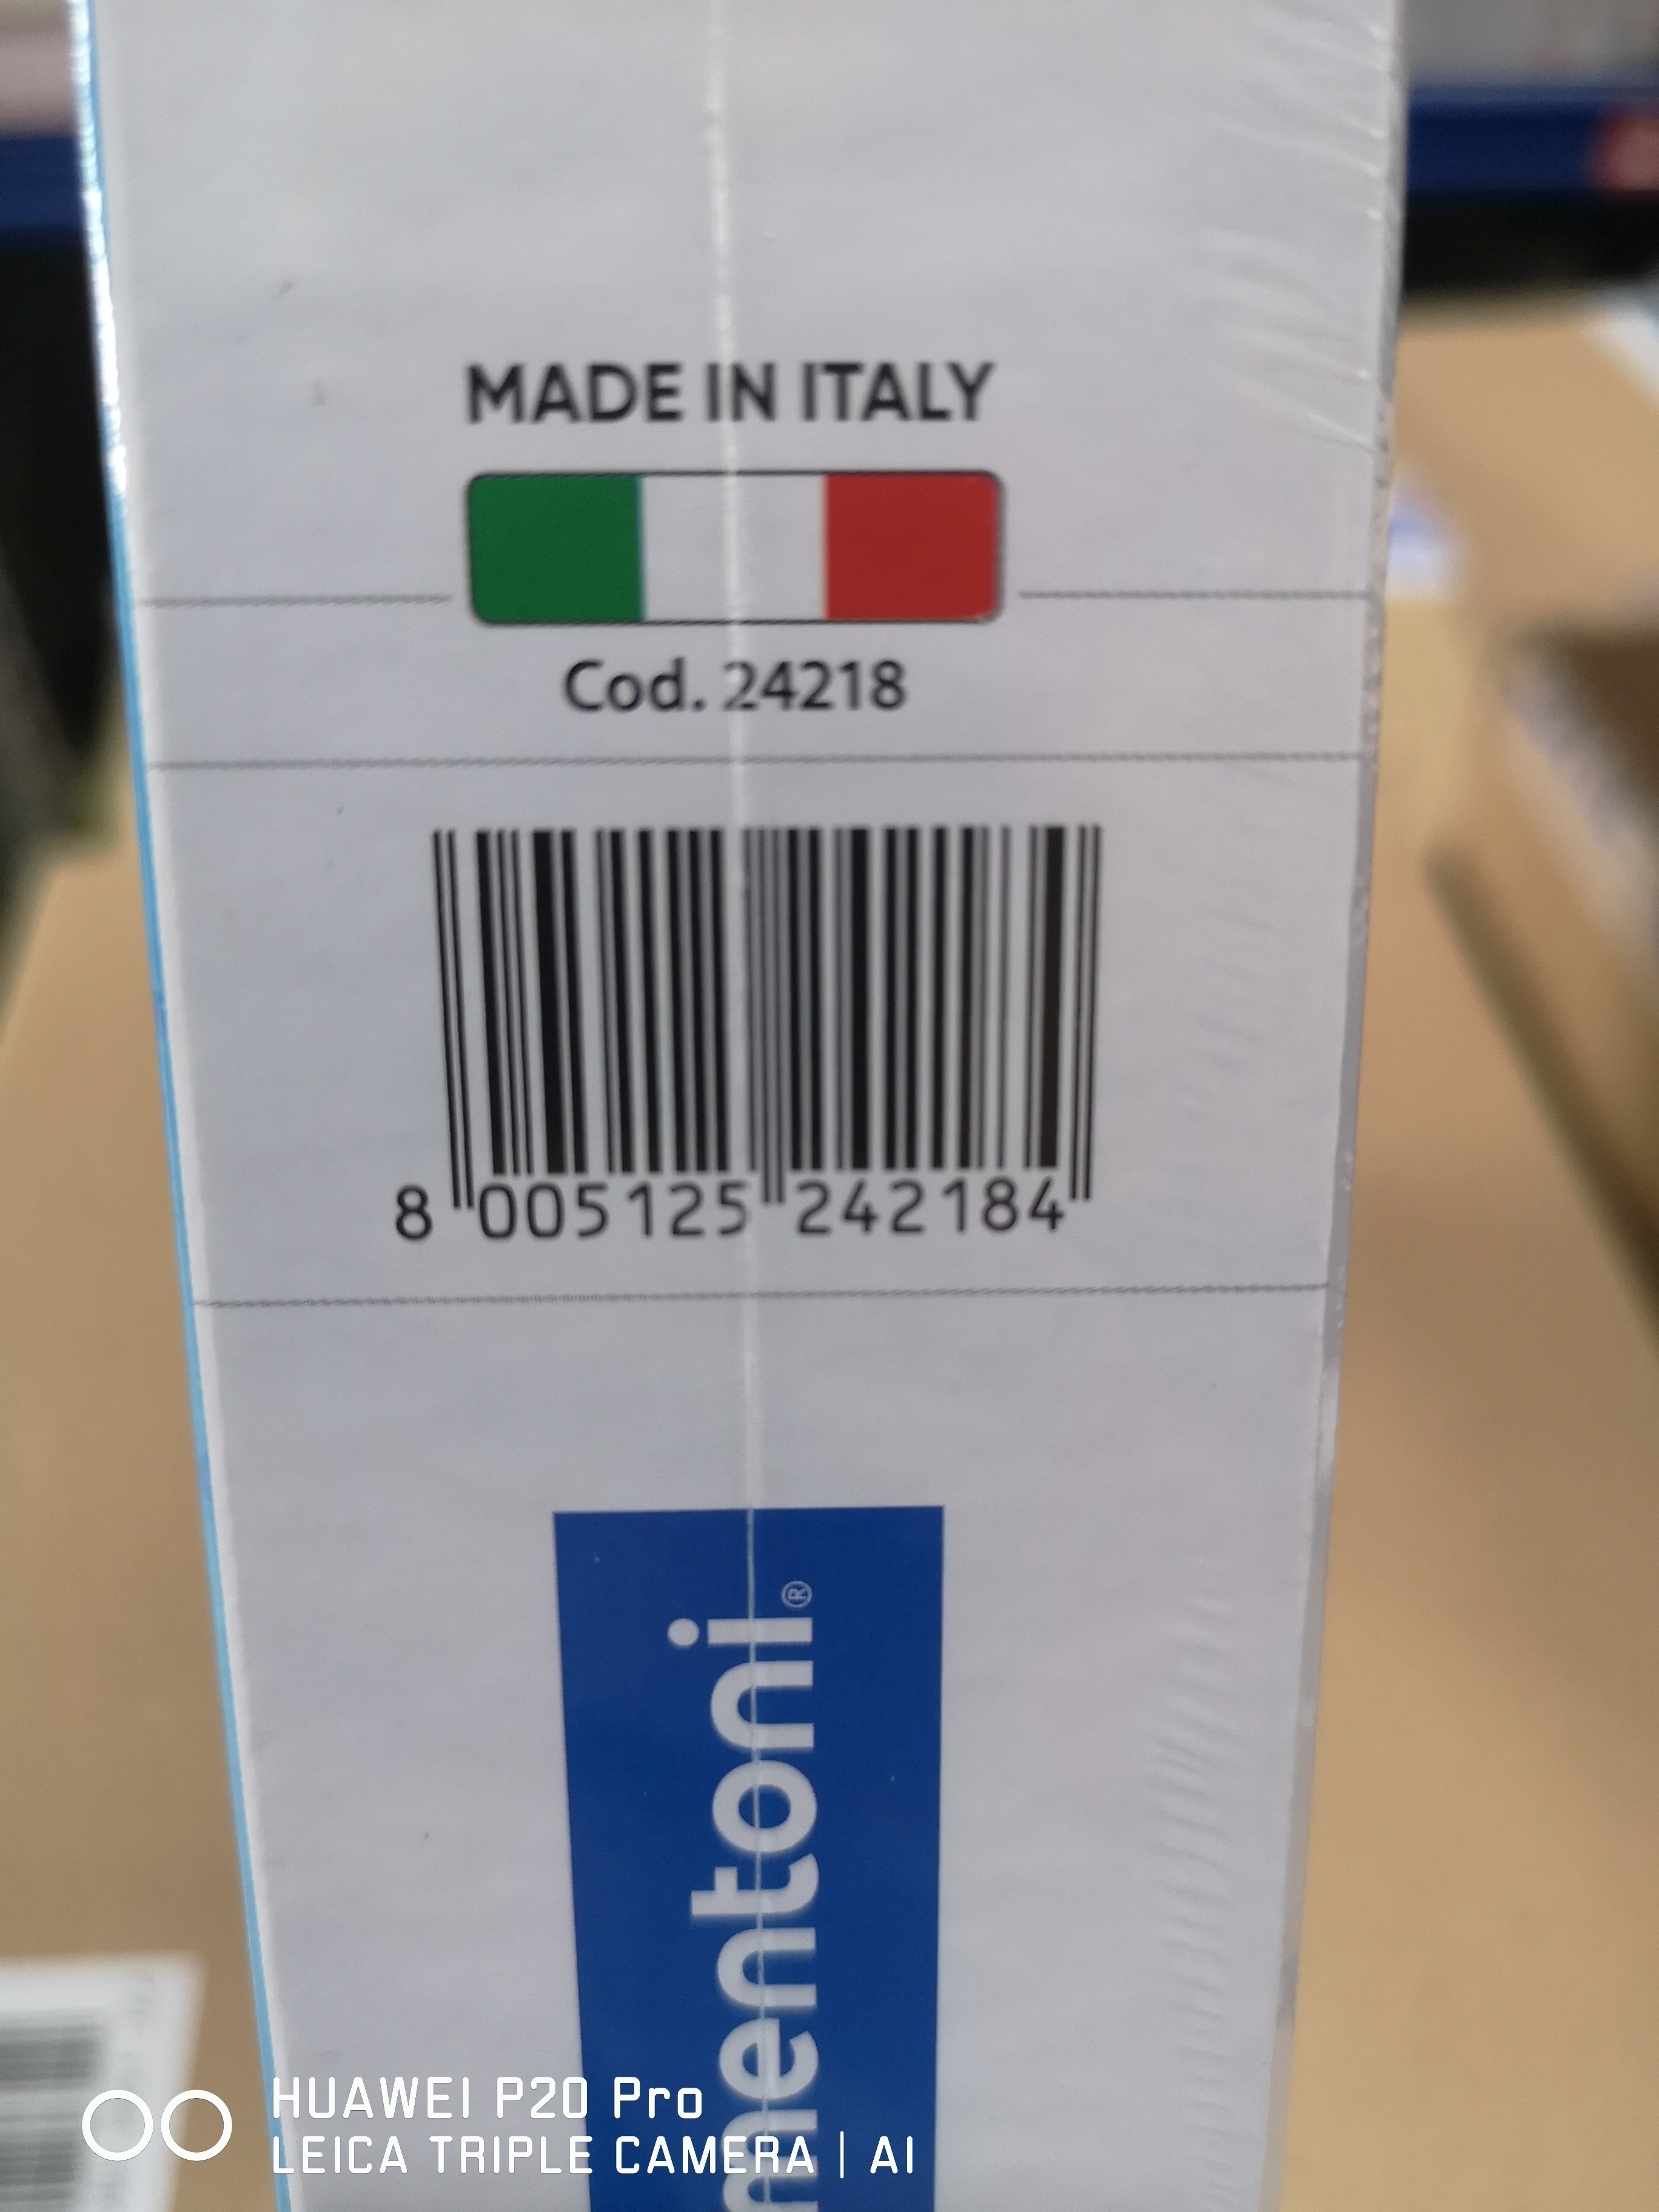 MADE IN ITALY
Cod. 24218
8 005125 242184
mentoni®
HUAWEI P20 Pro
LEICA TRIPLE CAMERA | AI